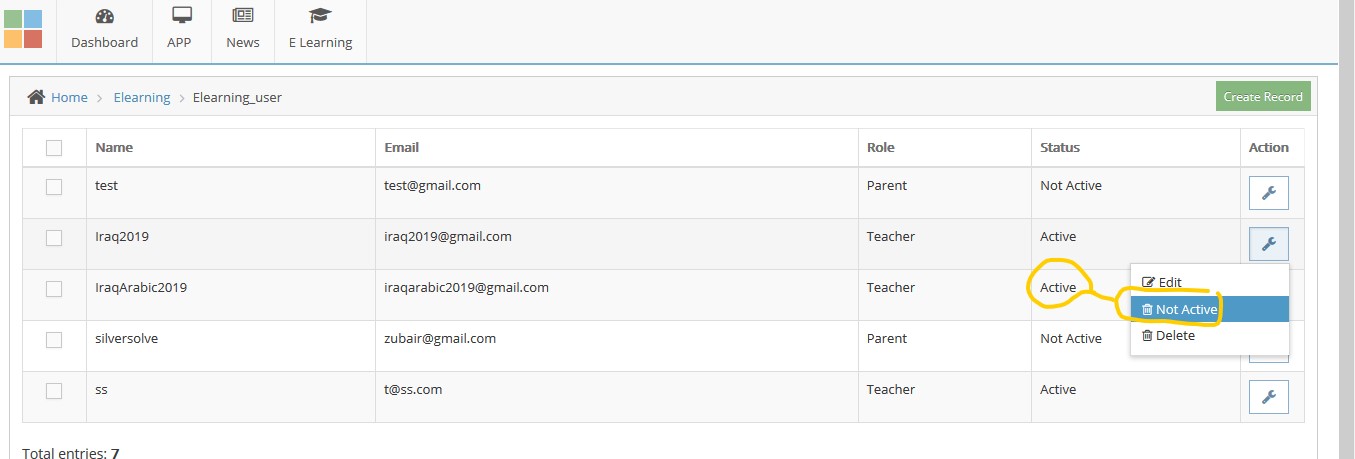 Dashboard APP News E Learning
Home > Elearning > Elearning_user Create Record
Name Email Role Status Action
test test@gmail.com Parent Not Active
Iraq2019 iraq2019@gmail.com Teacher Active
IraqArabic2019 iraqarabic2019@gmail.com Teacher Active
Edit
Not Active
Delete
silversolve zubair@gmail.com Parent Not Active
ss t@ss.com Teacher Active
Total entries: 7